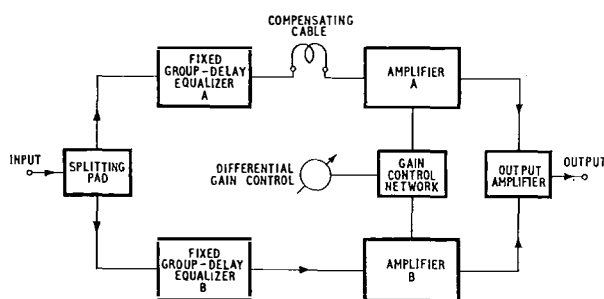 COMPENSATING
CABLE
FIXED
GROUP-DELAY
EQUALIZER
A
AMPLIFIER
A
INPUT
SPLITTING
PAD
DIFFERENTIAL
GAIN CONTROL
GAIN
CONTROL
NETWORK
OUTPUT
AMPLIFIER
OUTPUT
FIXED
GROUP-DELAY
EQUALIZER
B
AMPLIFIER
B